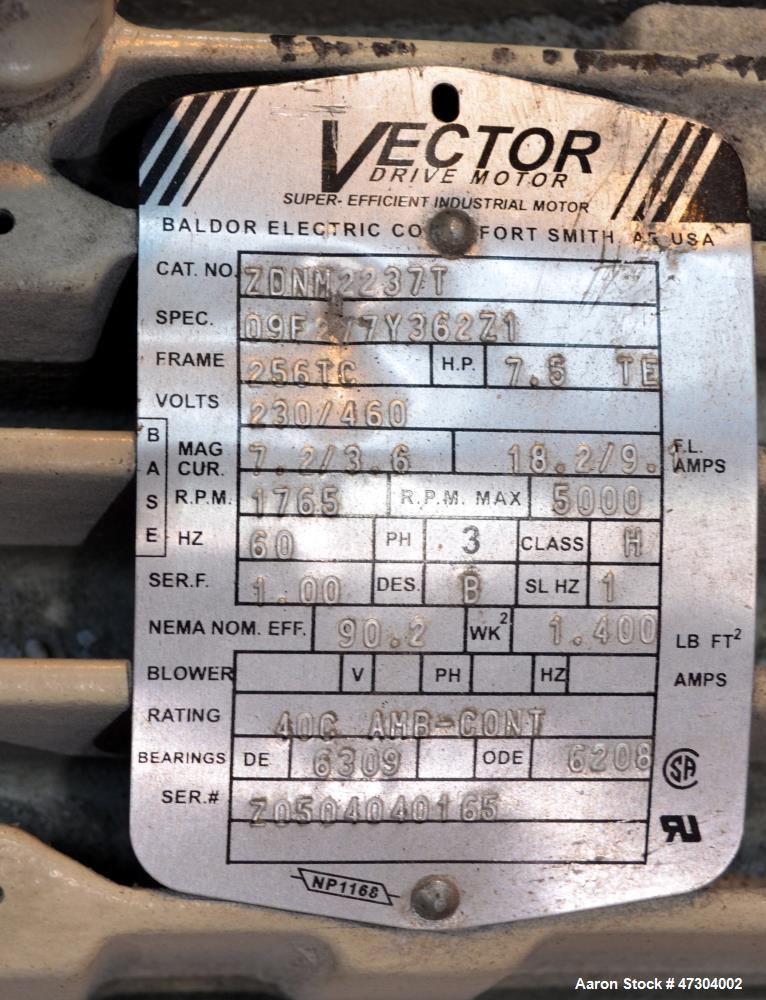 VECTOR
DRIVE MOTOR
SUPER-EFFICIENT INDUSTRIAL MOTOR
BALDOR ELECTRIC CO FORT SMITH, AR USA
CAT. NO. ZDNM2237T
SPEC. 09F277Y362Z1
FRAME 256TC H.P. 7.5 TE
VOLTS 230/460
BASE
MAG CUR. 7.2/3.6 18.2/9. F.L. AMPS
R.P.M. 1765 R.P.M. MAX 5000
HZ 60 PH 3 CLASS H
SER.F. 1.00 DES. B SL HZ 1
NEMA NOM. EFF. 90.2 WK² 1.400 LB FT²
BLOWER V PH HZ AMPS
RATING 40C AMB-CONT
BEARINGS DE 6309 ODE 6208
SER.# Z0504040165
SA
UR
NP1168
Aaron Stock # 47304002